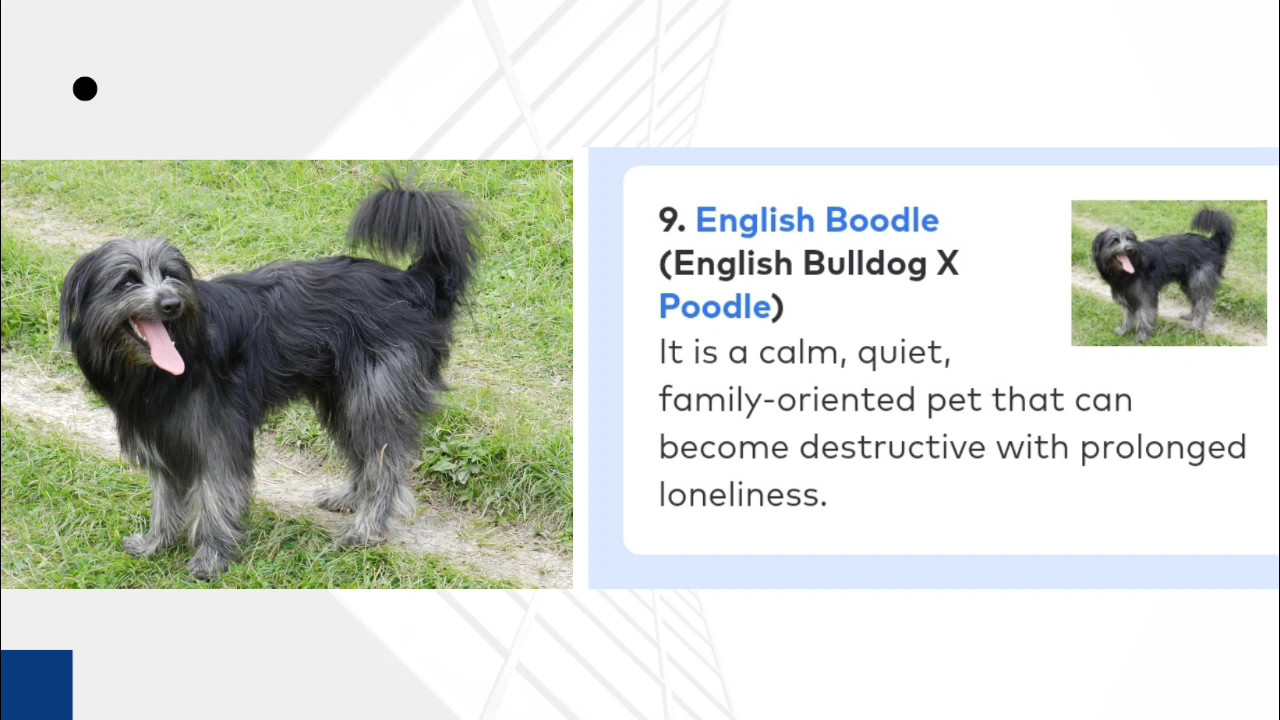 9. English Boodle
(English Bulldog X
Poodle)
It is a calm, quiet,
family-oriented pet that can
become destructive with prolonged
loneliness.